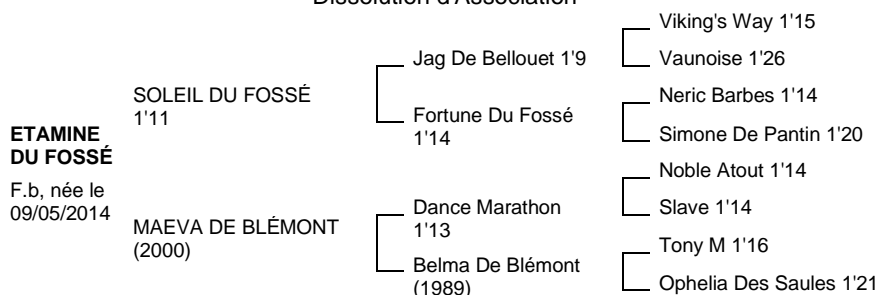 Dissolution d'Association
Viking's Way 1'15
Jag De Bellouet 1'9
Vaunoise 1'26
SOLEIL DU FOSSÉ
1'11
Neric Barbes 1'14
Fortune Du Fossé
1'14
Simone De Pantin 1'20
ETAMINE
DU FOSSÉ
F.b, née le
09/05/2014
Noble Atout 1'14
Dance Marathon
1'13
Slave 1'14
MAEVA DE BLÉMONT
(2000)
Tony M 1'16
Belma De Blémont
(1989)
Ophelia Des Saules 1'21